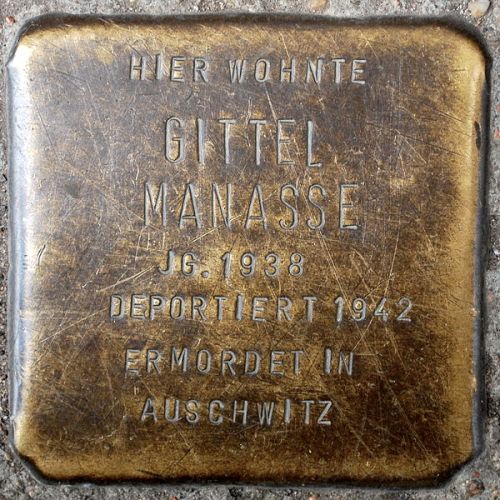 HIER WOHNTE
GITTEL
MANASSE
JG. 1938
DEPORTIERT 1942
ERMORDET IN
AUSCHWITZ